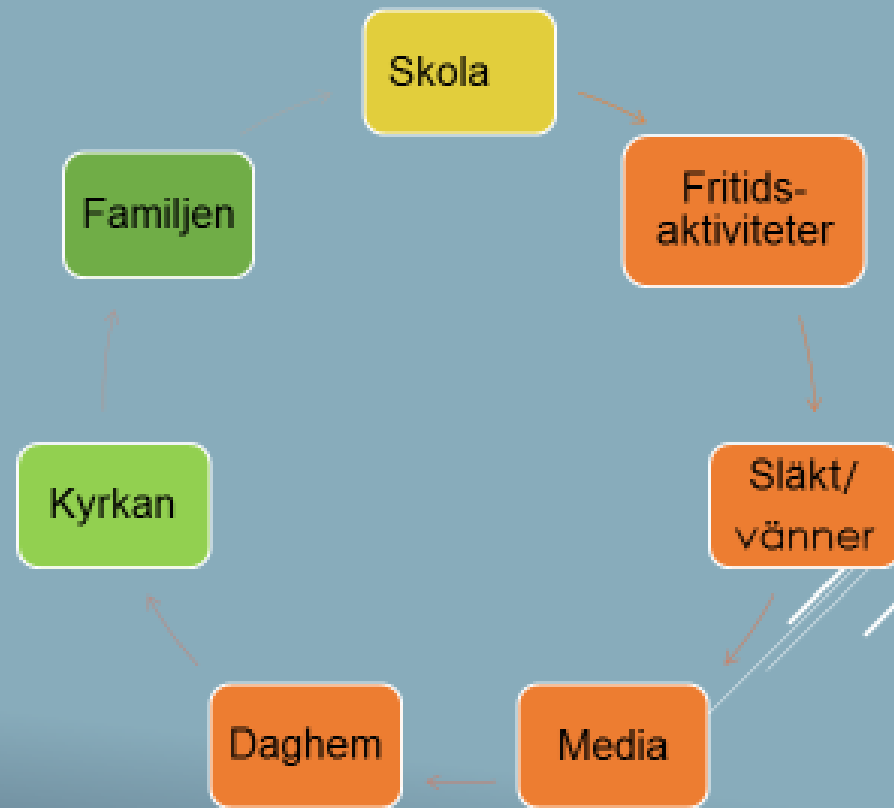 Skola
Fritids-
aktiviteter
Släkt/
vänner
Media
Daghem
Kyrkan
Familjen